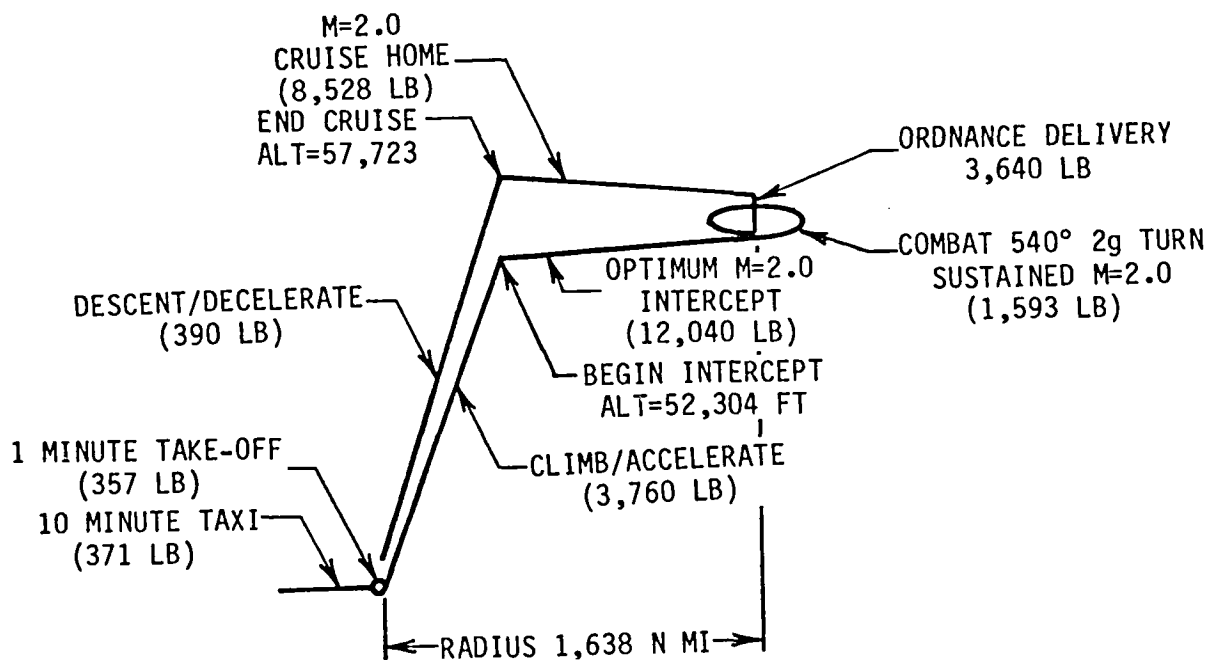 M=2.0
CRUISE HOME
(8,528 LB)
END CRUISE
ALT=57,723
ORDNANCE DELIVERY
3,640 LB
COMBAT 540° 2g TURN
SUSTAINED M=2.0
(1,593 LB)
OPTIMUM M=2.0
INTERCEPT
(12,040 LB)
DESCENT/DECELERATE
(390 LB)
BEGIN INTERCEPT
ALT=52,304 FT
1 MINUTE TAKE-OFF
(357 LB)
CLIMB/ACCELERATE
(3,760 LB)
10 MINUTE TAXI
(371 LB)
RADIUS 1,638 N MI